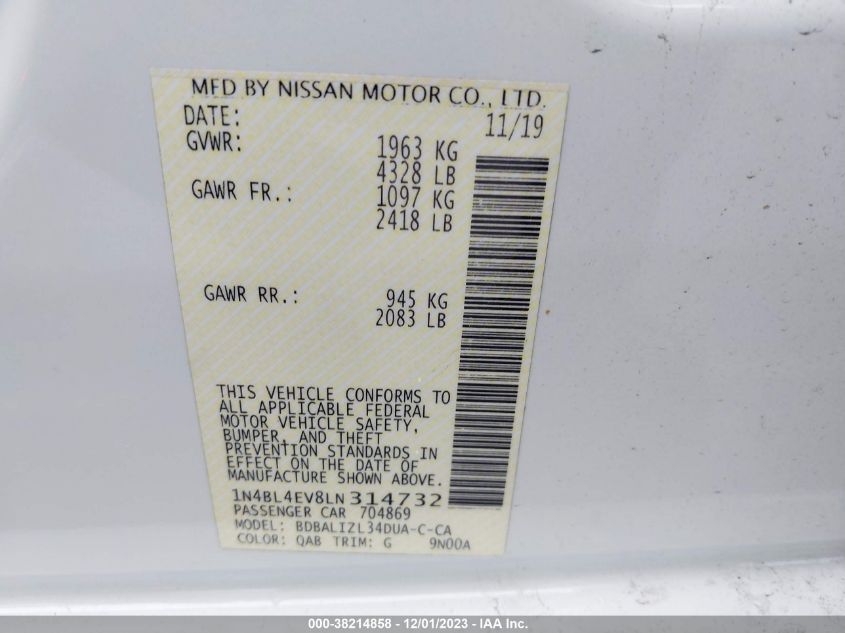 MFD BY NISSAN MOTOR CO., LTD.
DATE: 11/19
GVWR: 1963 KG
4328 LB
GAWR FR.: 1097 KG
2418 LB
GAWR RR.: 945 KG
2083 LB
THIS VEHICLE CONFORMS TO
ALL APPLICABLE FEDERAL
MOTOR VEHICLE SAFETY,
BUMPER, AND THEFT
PREVENTION STANDARDS IN
EFFECT ON THE DATE OF
MANUFACTURE SHOWN ABOVE.
1N4BL4EV8LN314732
PASSENGER CAR 704869
MODEL: BDBALIZL34DUA-C-CA
COLOR: QAB TRIM: G 9N00A
000-38214858 - 12/01/2023 - IAA Inc.